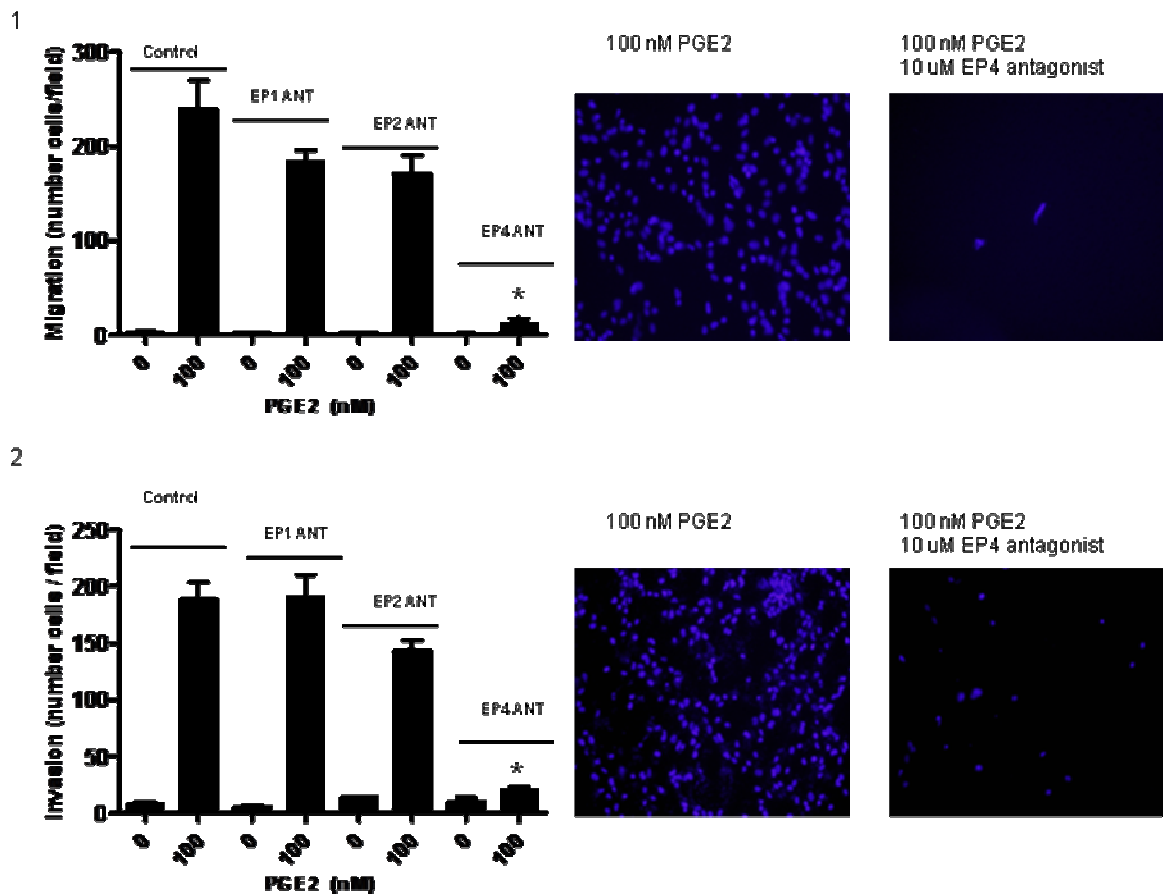 1
Control
EP1 ANT
EP2 ANT
EP4 ANT
*
300
200
100
0
Migration (number cells/field)
0 100 0 100 0 100 0 100
PGE2 (nM)
100 nM PGE2
100 nM PGE2
10 uM EP4 antagonist
2
Control
EP1 ANT
EP2 ANT
EP4 ANT
*
250
200
150
100
50
0
Invasion (number cells / field)
0 100 0 100 0 100 0 100
PGE2 (nM)
100 nM PGE2
100 nM PGE2
10 uM EP4 antagonist